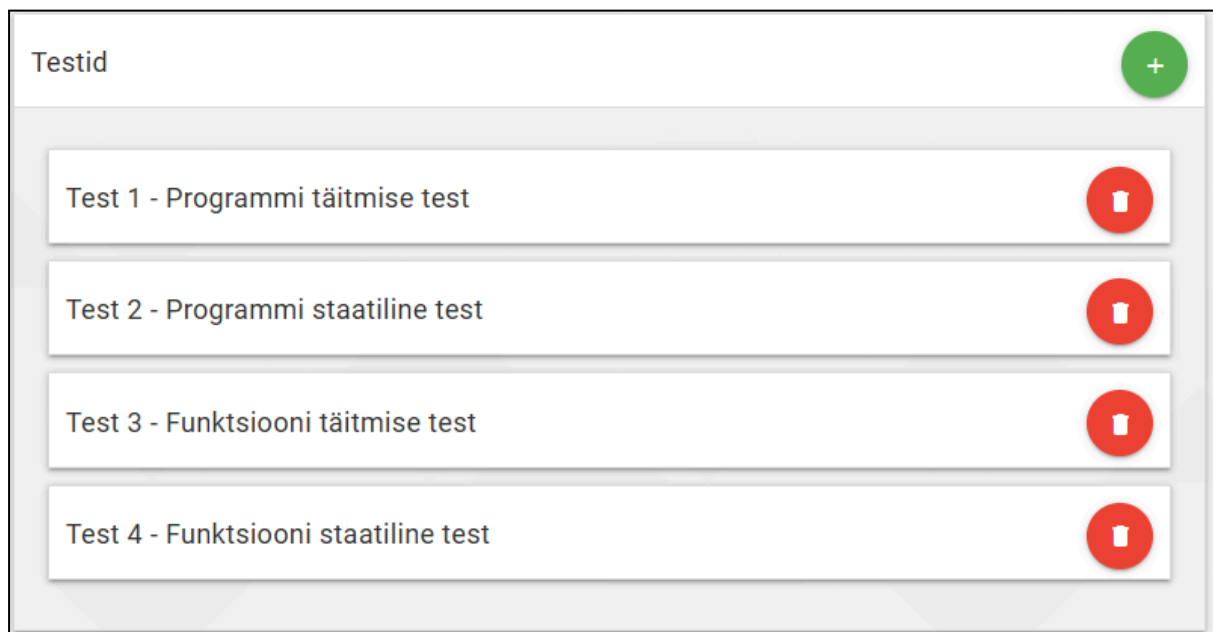 Testid
+
Test 1 - Programmi täitmise test
Test 2 - Programmi staatiline test
Test 3 - Funktsiooni täitmise test
Test 4 - Funktsiooni staatiline test